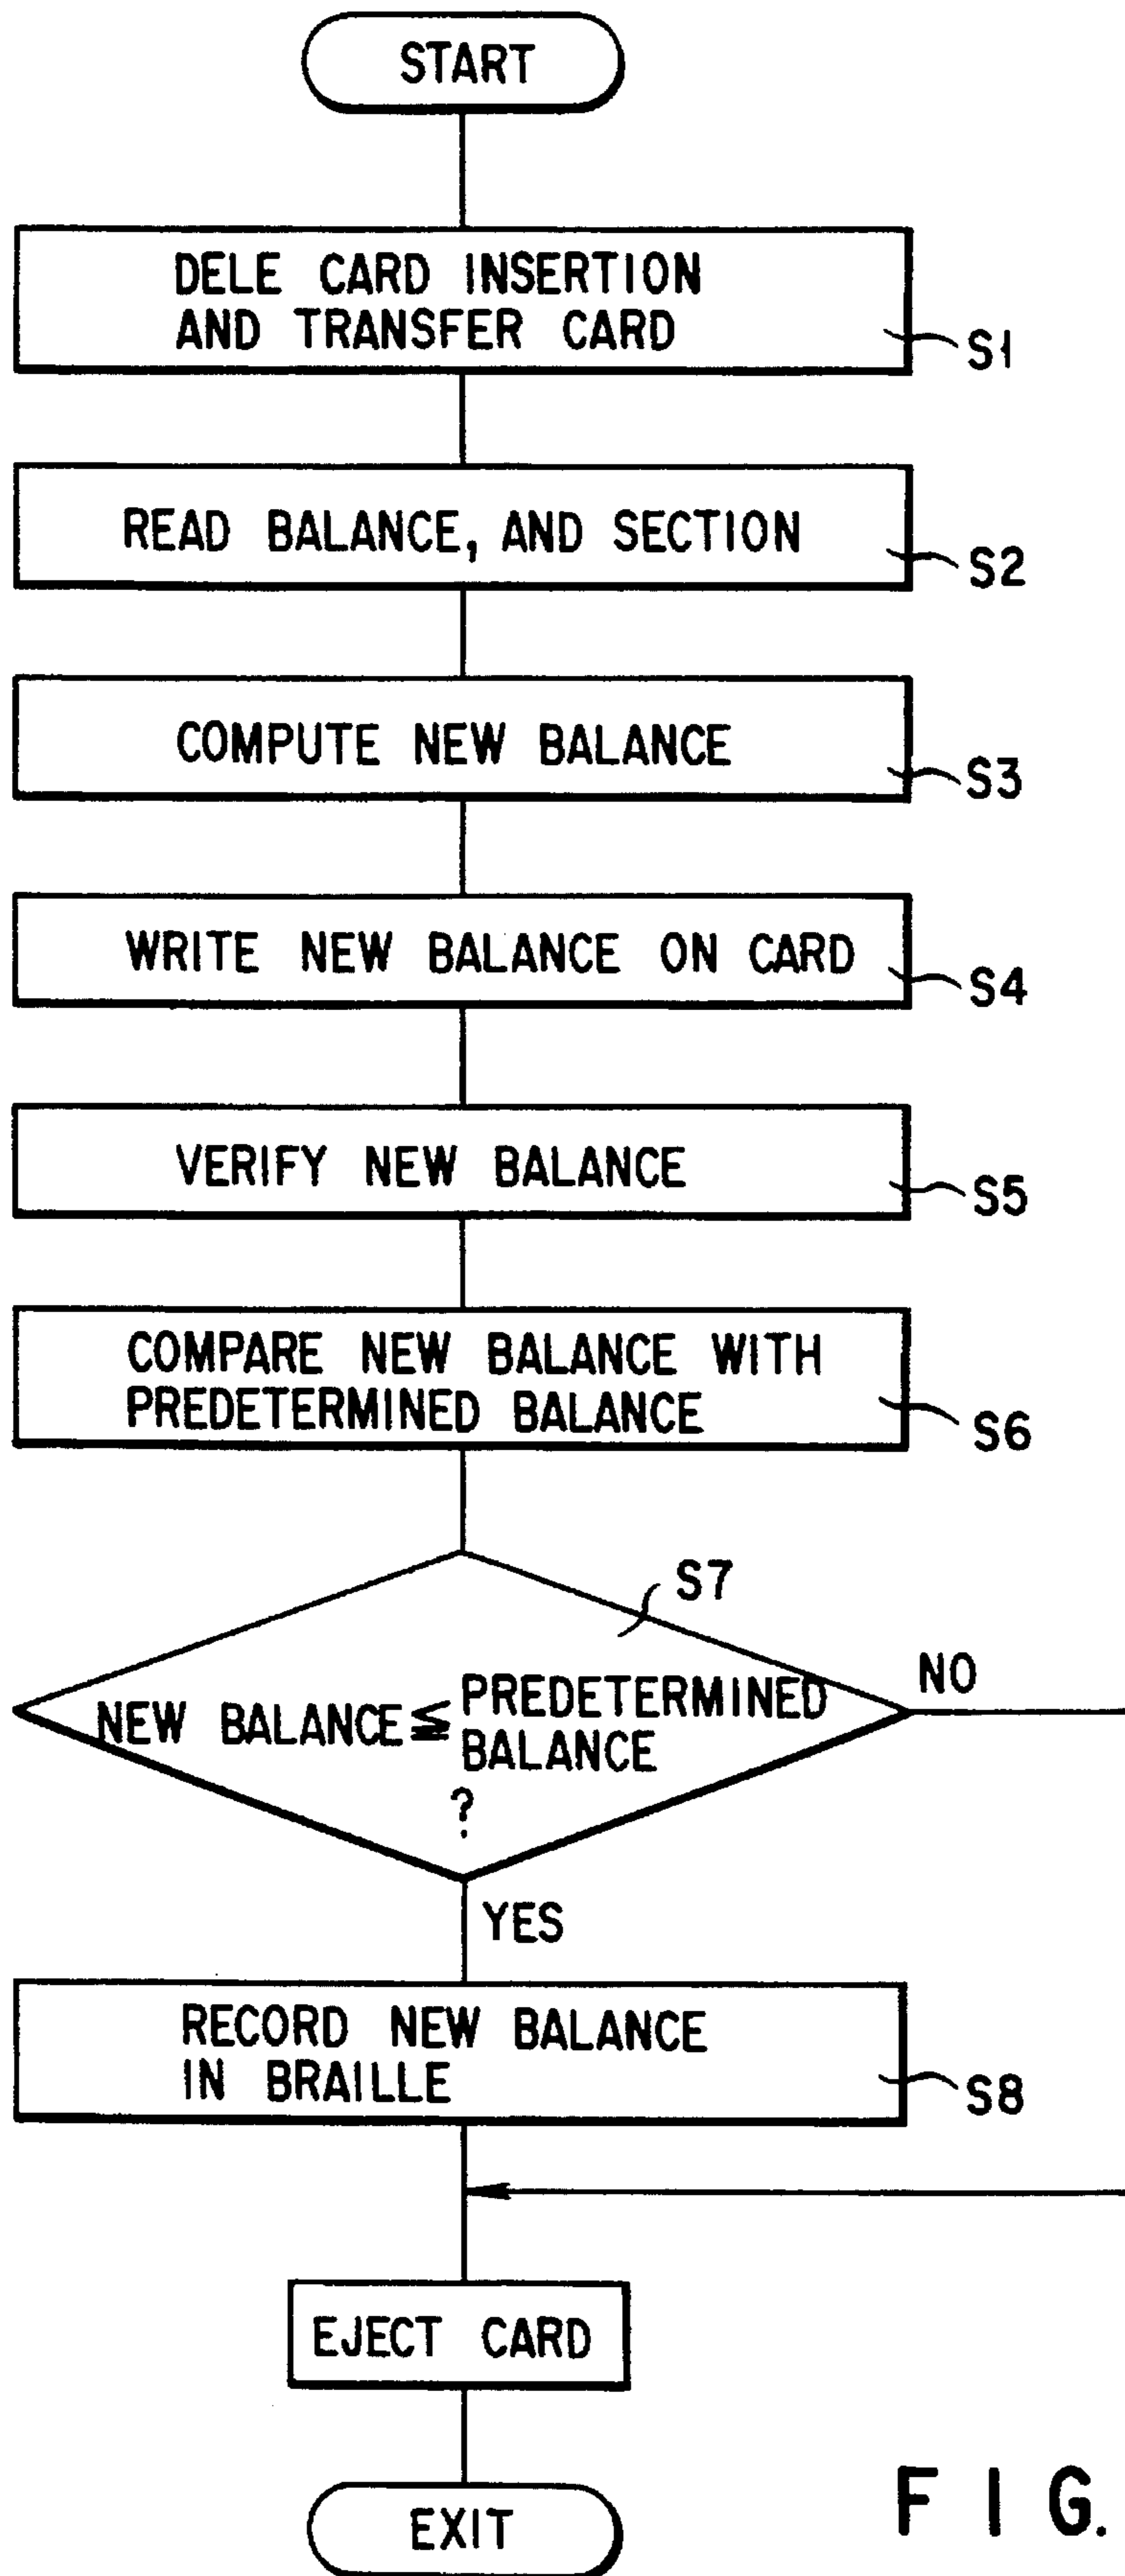 START
DELE CARD INSERTION
AND TRANSFER CARD
S1
READ BALANCE, AND SECTION
S2
COMPUTE NEW BALANCE
S3
WRITE NEW BALANCE ON CARD
S4
VERIFY NEW BALANCE
S5
COMPARE NEW BALANCE WITH
PREDETERMINED BALANCE
S6
S7
NEW BALANCE ≦ PREDETERMINED
BALANCE
?
NO
YES
RECORD NEW BALANCE
IN BRAILLE
S8
EJECT CARD
EXIT
FIG.